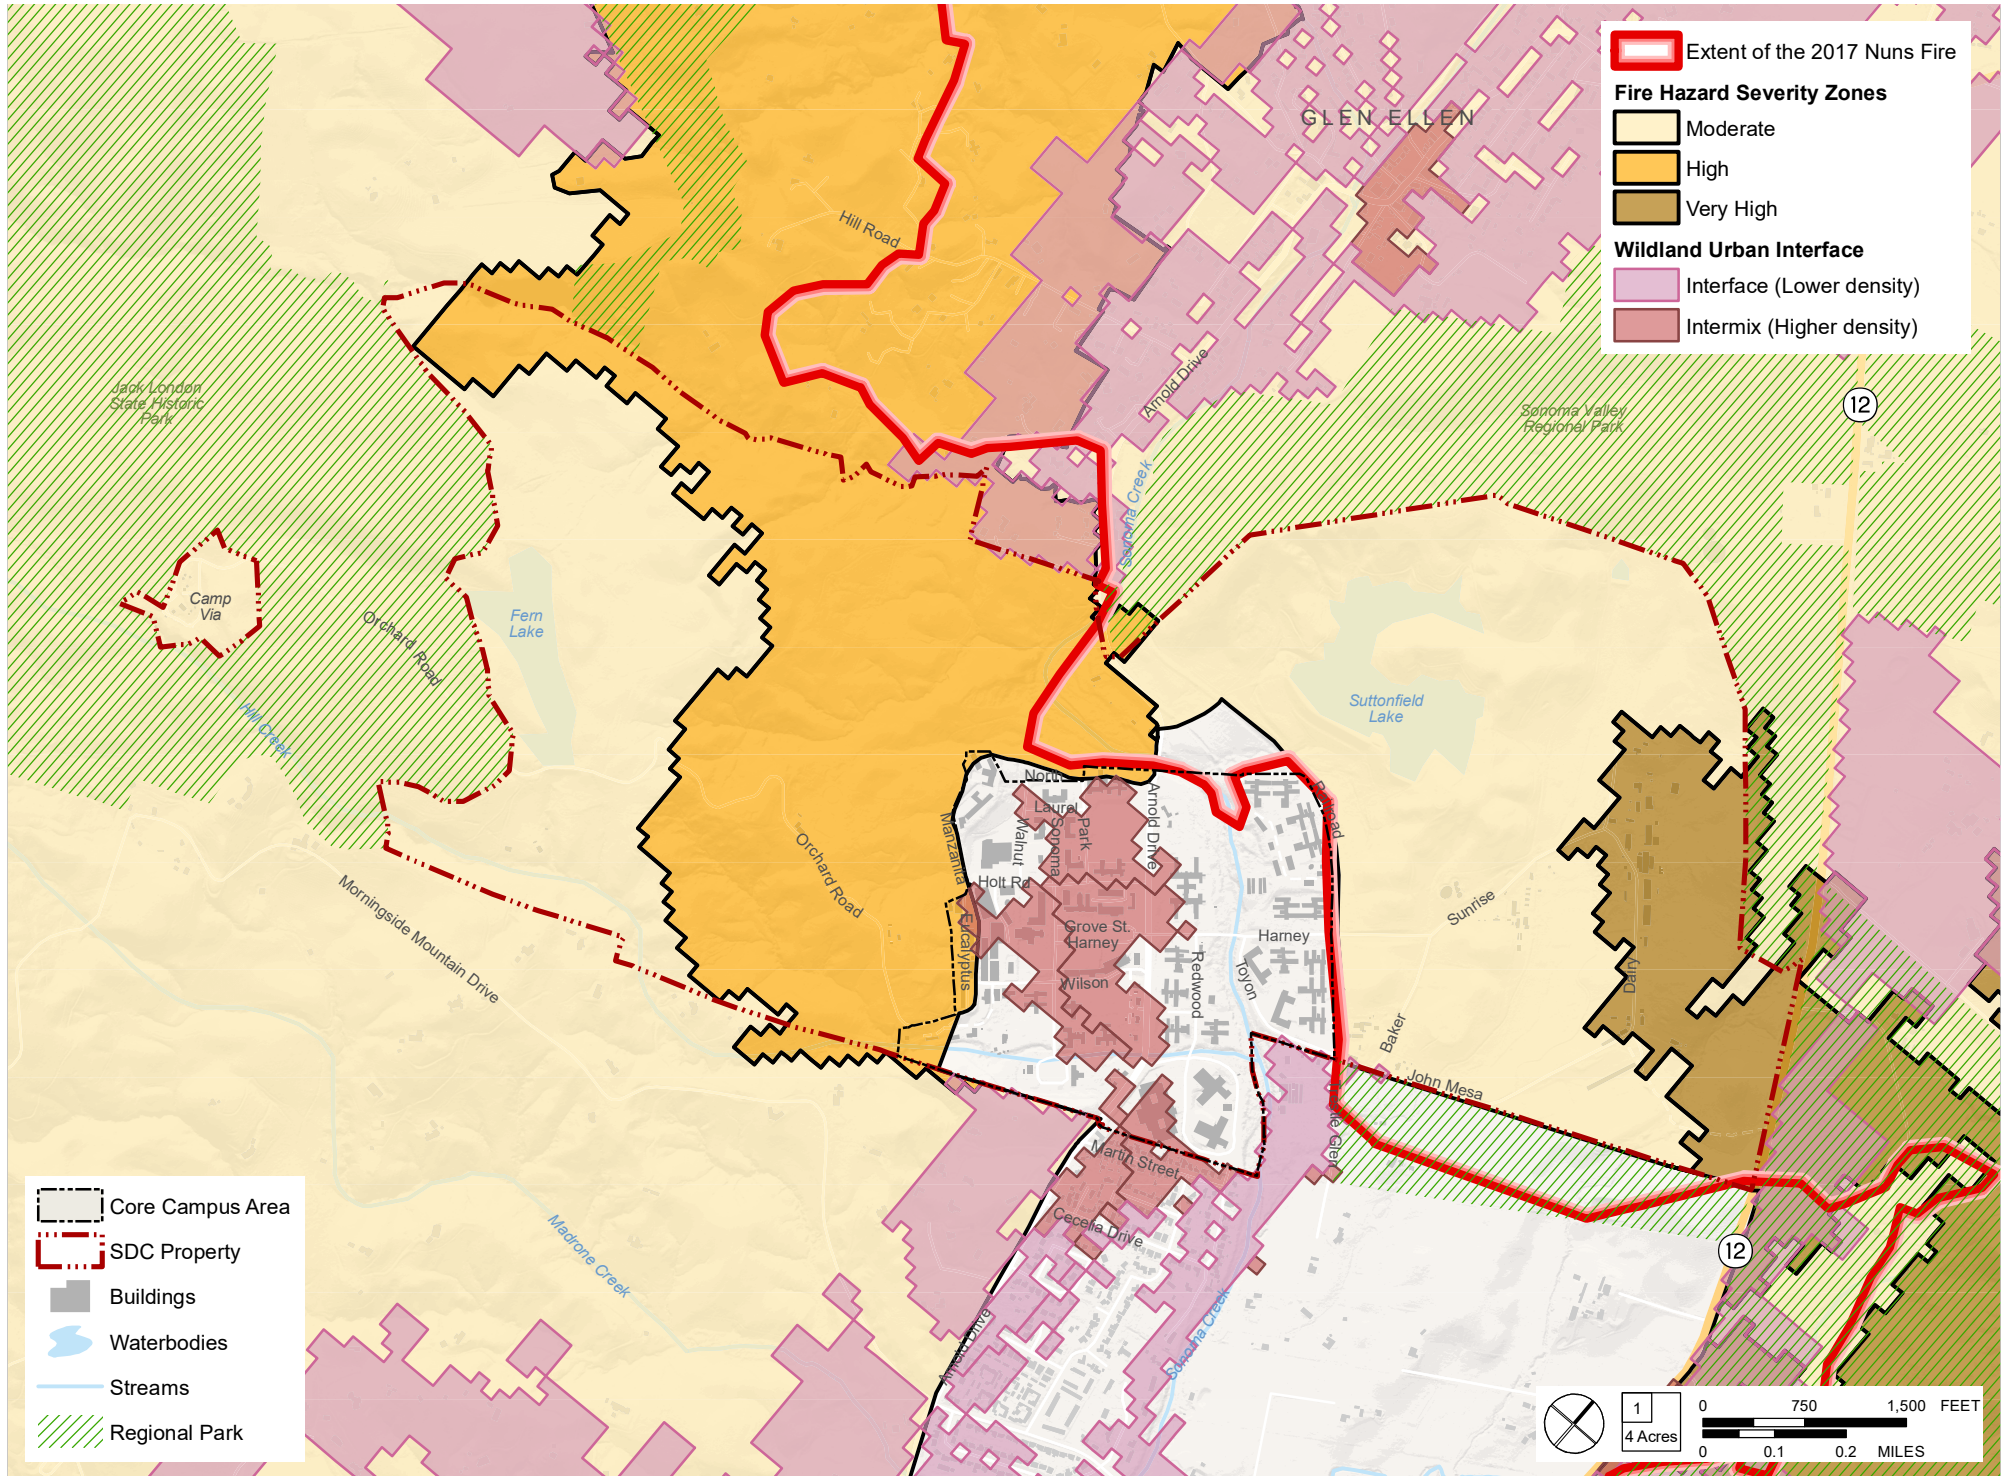 Extent of the 2017 Nuns Fire
Fire Hazard Severity Zones
Moderate
High
Very High
Wildland Urban Interface
Interface (Lower density)
Intermix (Higher density)
GLEN ELLEN
Hill Road
Arnold Drive
Jack London
State Historic
Park
Sonoma Valley
Regional Park
12
Sonoma Creek
Camp
Via
Orchard Road
Fern
Lake
Hill Creek
Suttonfield
Lake
North
Laurel
Walnut
Sonoma
Park
Arnold Drive
Railroad
Manzanita
Holt Rd
Eucalyptus
Grove St.
Harney
Harney
Wilson
Redwood
Toyon
Orchard Road
Morningside Mountain Drive
Sunrise
Dairy
Baker
John Mesa
Martin Street
Cecelia Drive
Madrone Creek
Arnold Drive
Sonoma Creek
12
Core Campus Area
SDC Property
Buildings
Waterbodies
Streams
Regional Park
1
4 Acres
0 750 1,500 FEET
0 0.1 0.2 MILES